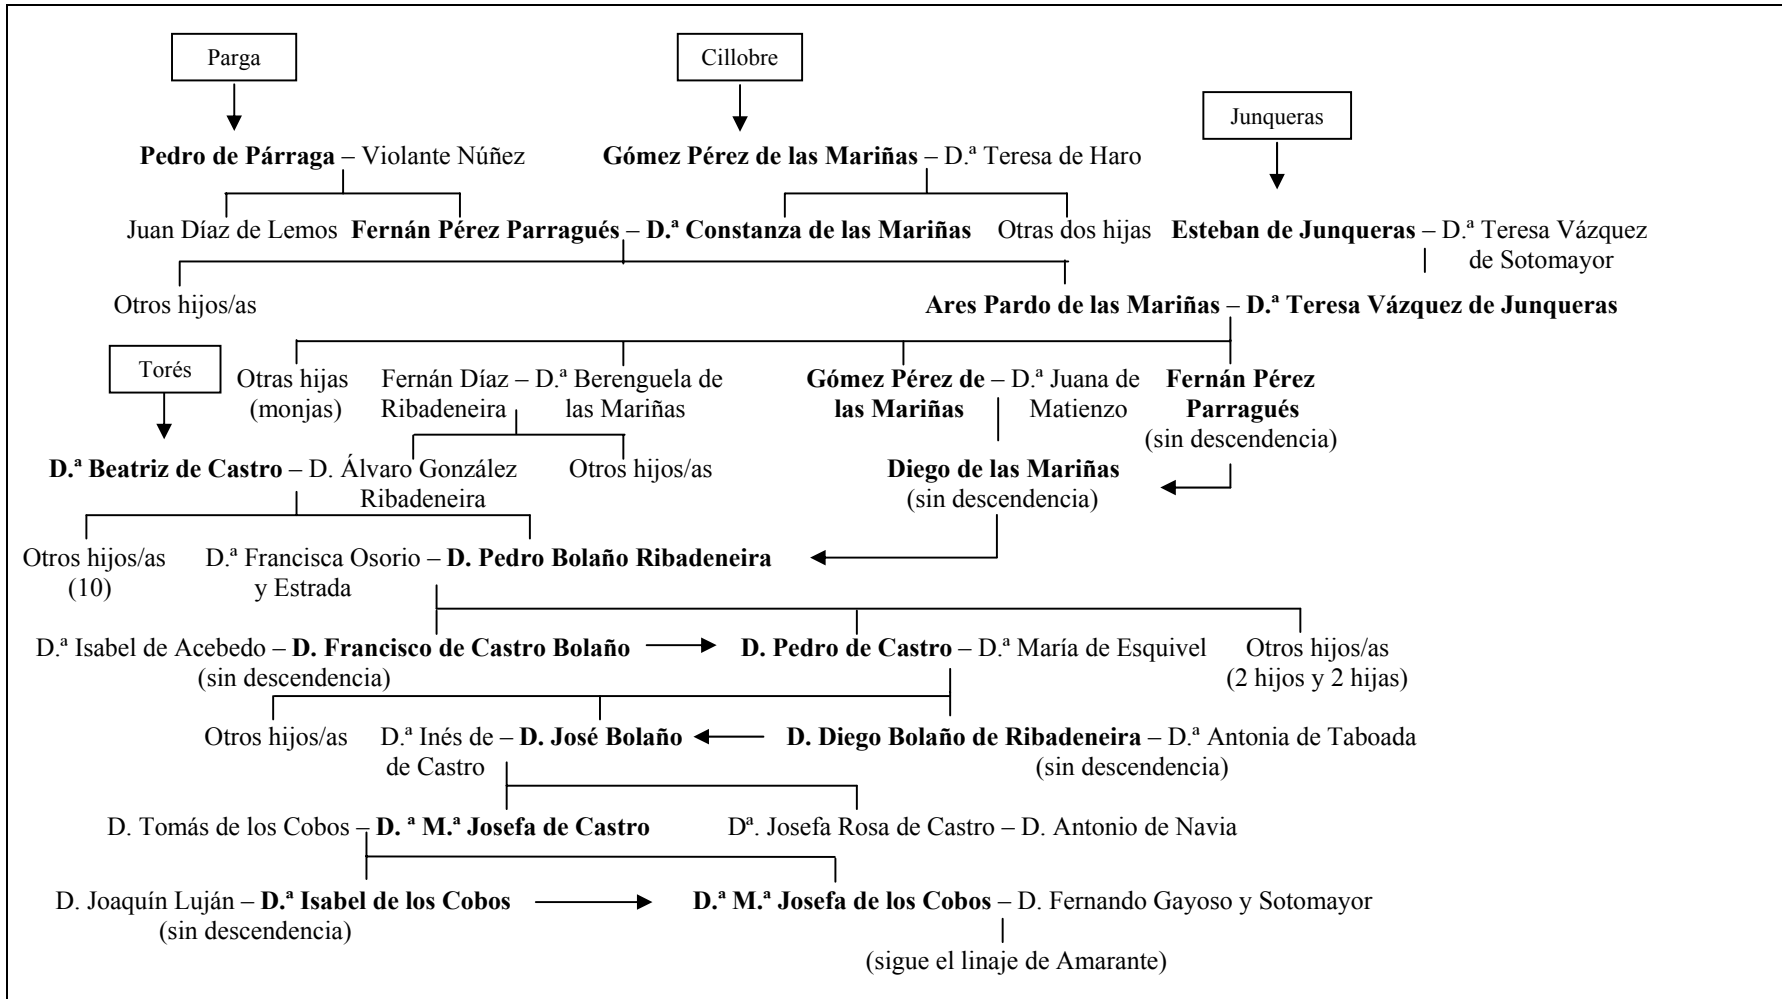 Parga
Cillobre
Junqueras
Pedro de Párraga – Violante Núñez
Gómez Pérez de las Mariñas – D.ª Teresa de Haro
Juan Díaz de Lemos Fernán Pérez Parragués – D.ª Constanza de las Mariñas Otras dos hijas Esteban de Junqueras – D.ª Teresa Vázquez
de Sotomayor
Otros hijos/as
Ares Pardo de las Mariñas – D.ª Teresa Vázquez de Junqueras
Torés
Otras hijas
(monjas)
Fernán Díaz – D.ª Berenguela de
Ribadeneira las Mariñas
Gómez Pérez de – D.ª Juana de
las Mariñas Matienzo
Fernán Pérez
Parragués
(sin descendencia)
D.ª Beatriz de Castro – D. Álvaro González
Ribadeneira
Otros hijos/as
Diego de las Mariñas
(sin descendencia)
Otros hijos/as
(10)
D.ª Francisca Osorio – D. Pedro Bolaño Ribadeneira
y Estrada
D.ª Isabel de Acebedo – D. Francisco de Castro Bolaño
(sin descendencia)
D. Pedro de Castro – D.ª María de Esquivel
Otros hijos/as
(2 hijos y 2 hijas)
Otros hijos/as
D.ª Inés de – D. José Bolaño
de Castro
D. Diego Bolaño de Ribadeneira – D.ª Antonia de Taboada
(sin descendencia)
D. Tomás de los Cobos – D. ª M.ª Josefa de Castro
Dª. Josefa Rosa de Castro – D. Antonio de Navia
D. Joaquín Luján – D.ª Isabel de los Cobos
(sin descendencia)
D.ª M.ª Josefa de los Cobos – D. Fernando Gayoso y Sotomayor
(sigue el linaje de Amarante)